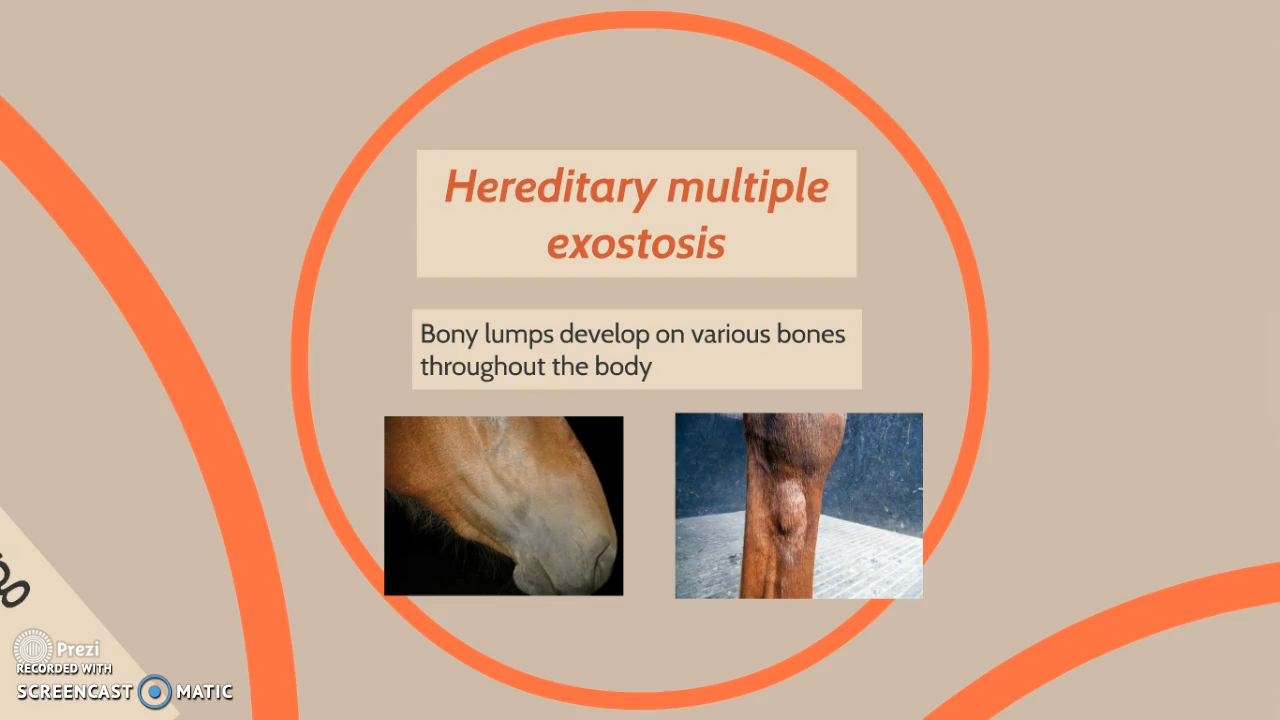 Hereditary multiple
exostosis
Bony lumps develop on various bones
throughout the body
Prezi
RECORDED WITH
SCREENCAST MATIC